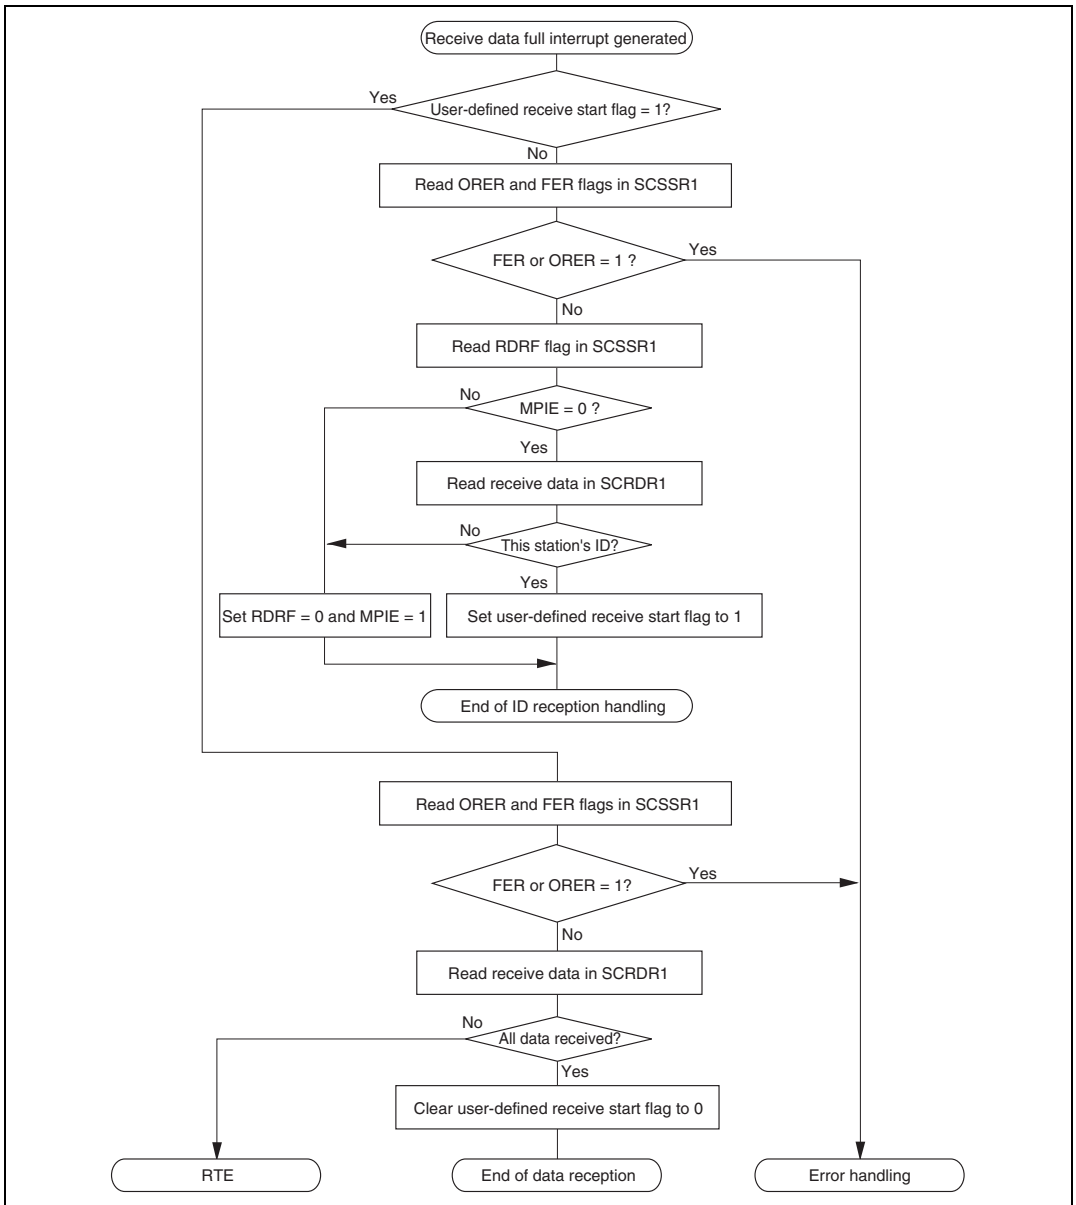 Receive data full interrupt generated
Yes
User-defined receive start flag = 1?
No
Read ORER and FER flags in SCSSR1
FER or ORER = 1 ?
Yes
No
Read RDRF flag in SCSSR1
No
MPIE = 0 ?
Yes
Read receive data in SCRDR1
No
This station's ID?
Yes
Set RDRF = 0 and MPIE = 1
Set user-defined receive start flag to 1
End of ID reception handling
Read ORER and FER flags in SCSSR1
FER or ORER = 1?
Yes
No
Read receive data in SCRDR1
No
All data received?
Yes
Clear user-defined receive start flag to 0
RTE
End of data reception
Error handling